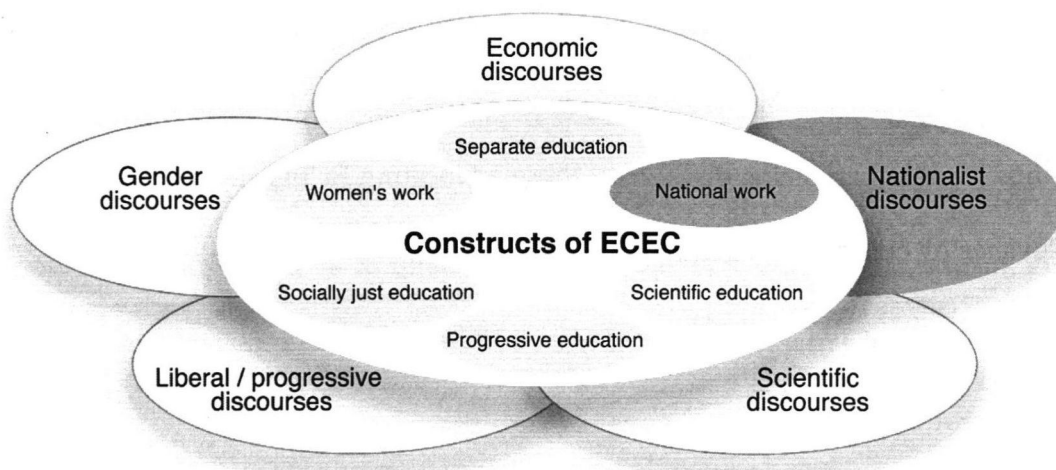 Economic
discourses
Separate education
Gender
discourses
Women's work
National work
Nationalist
discourses
Constructs of ECEC
Socially just education
Scientific education
Progressive education
Liberal / progressive
discourses
Scientific
discourses